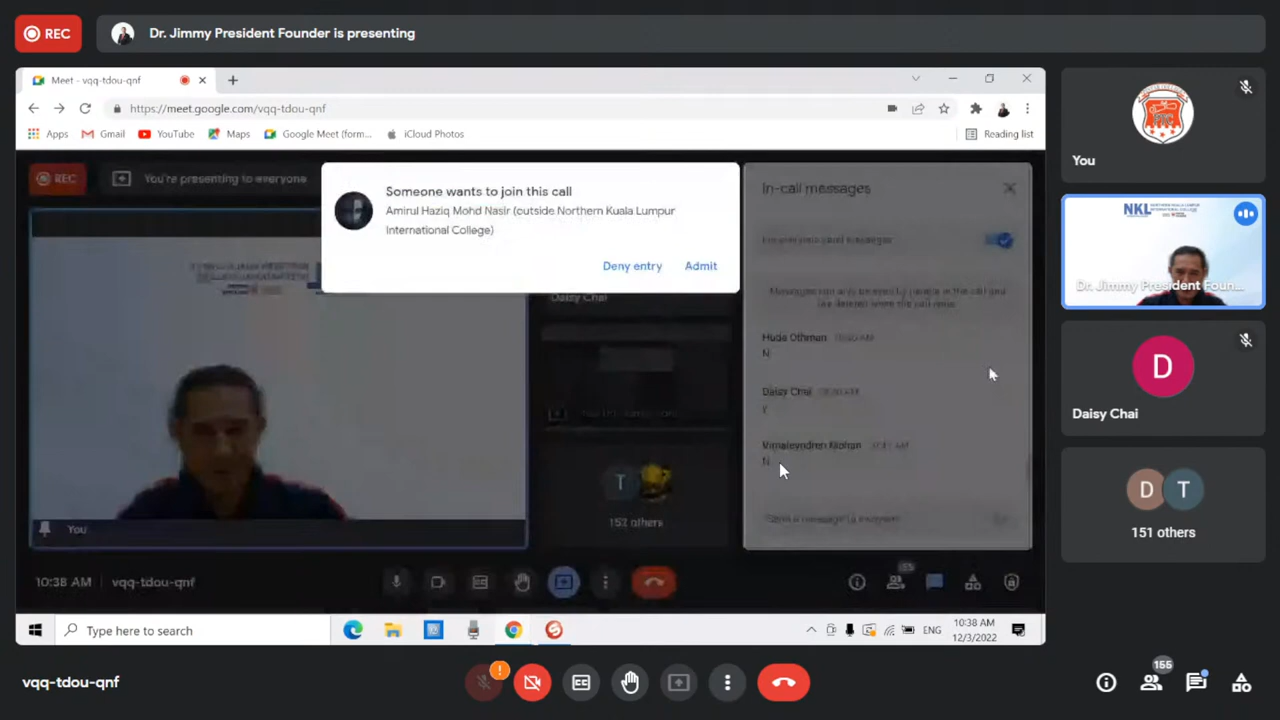 REC
Dr. Jimmy President Founder is presenting
Meet - vqq-tdou-qnf
https://meet.google.com/vqq-tdou-qnf
Apps
Gmail
YouTube
Maps
Google Meet (form...
iCloud Photos
Reading list
REC
You're presenting to everyone
Someone wants to join this call
Amirul Haziq Mohd Nasir (outside Northern Kuala Lumpur
International College)
Deny entry
Admit
In-call messages
Daisy Chai
Huda Othman
N
Daisy Chai
Vimaleyndren Mohan
N
T
152 others
You
10:38 AM
vqq-tdou-qnf
Type here to search
ENG
10:38 AM
12/3/2022
You
NKL
Dr. Jimmy President Foun...
D
Daisy Chai
D
T
151 others
vqq-tdou-qnf
155